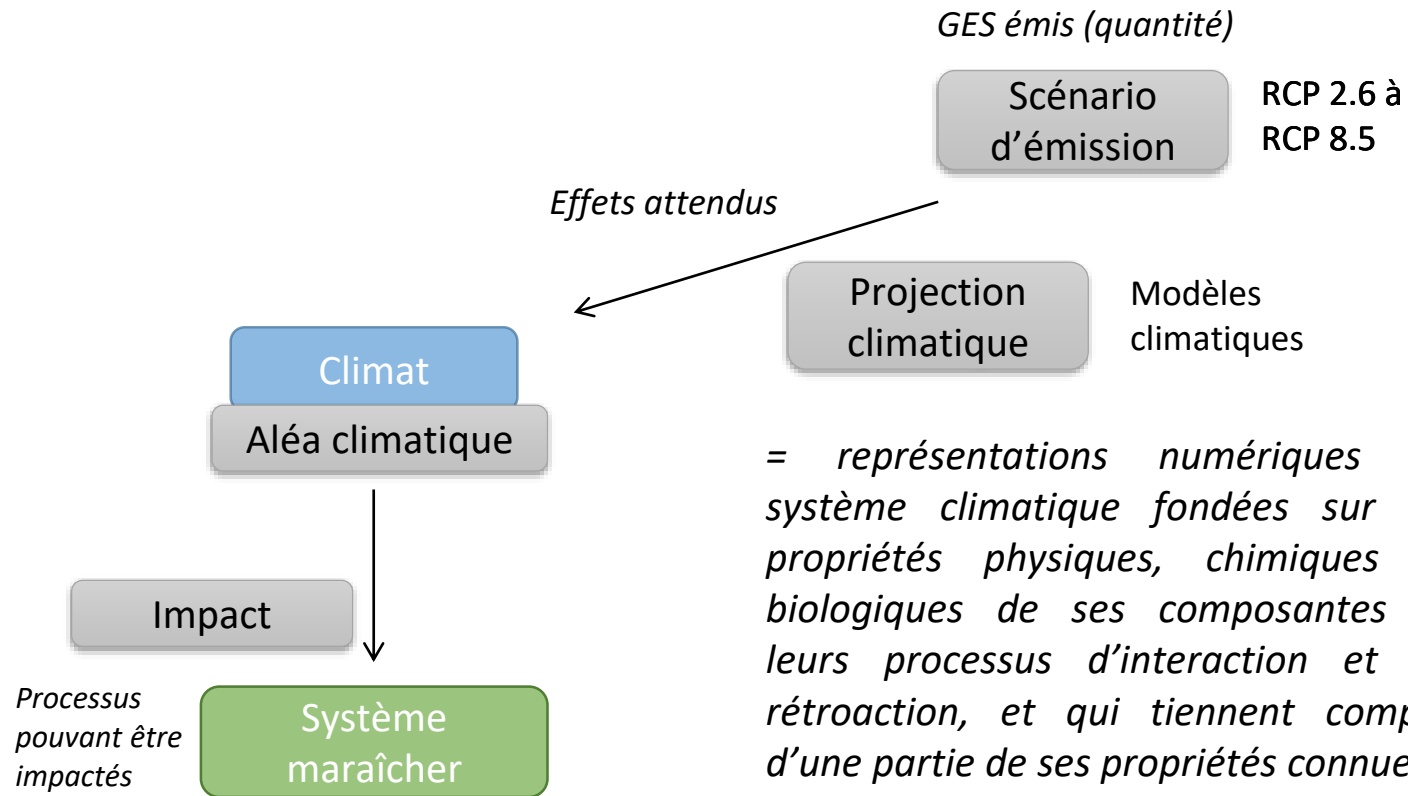 GES émis (quantité)
Scénario
d’émission
RCP 2.6 à
RCP 8.5
Effets attendus
Projection
climatique
Modèles
climatiques
Climat
Aléa climatique
= représentations numériques
système climatique fondées sur
propriétés physiques, chimiques
biologiques de ses composantes
leurs processus d’interaction et
rétroaction, et qui tiennent
d’une partie de ses propriétés
Impact
Processus
pouvant être
impactés
Système
maraîcher